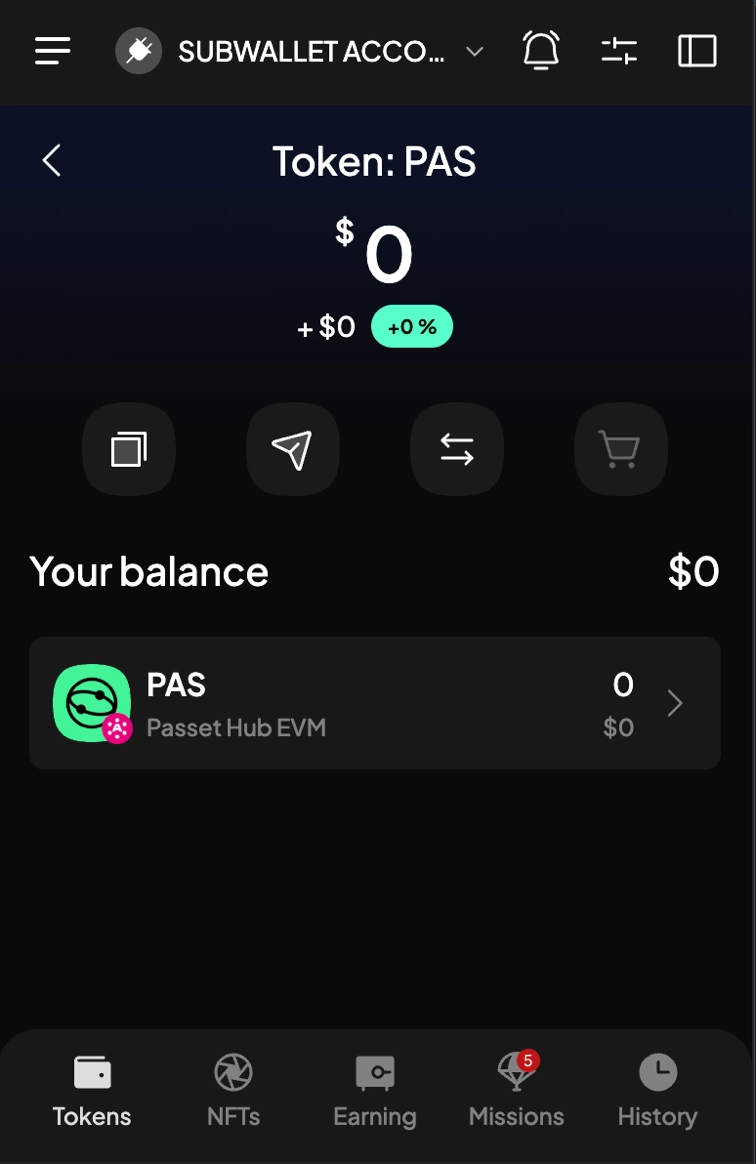 SUBWALLET ACCO...
Token: PAS
$0
+ $0 +0 %
Your balance $0
PAS 0
Passet Hub EVM $0
5
Tokens NFTs Earning Missions History